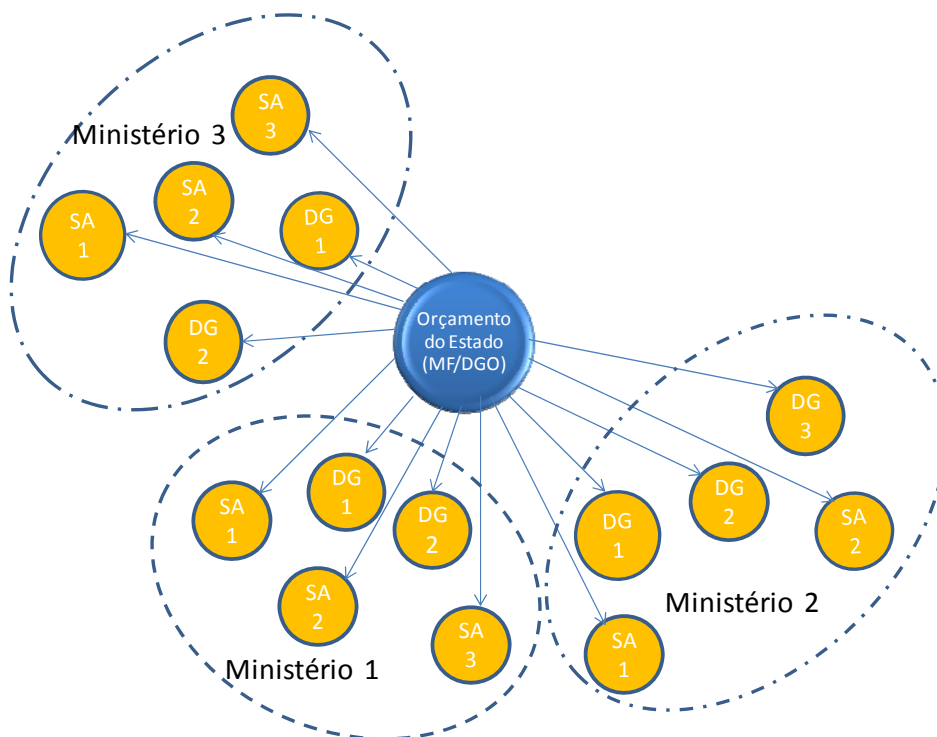 SA
3
Ministério 3
SA
2
SA
1
DG
1
DG
2
Orçamento
do Estado
(MF/DGO)
DG
3
SA
1
DG
1
DG
2
DG
1
DG
2
SA
2
SA
2
SA
3
Ministério 1
Ministério 2
SA
1